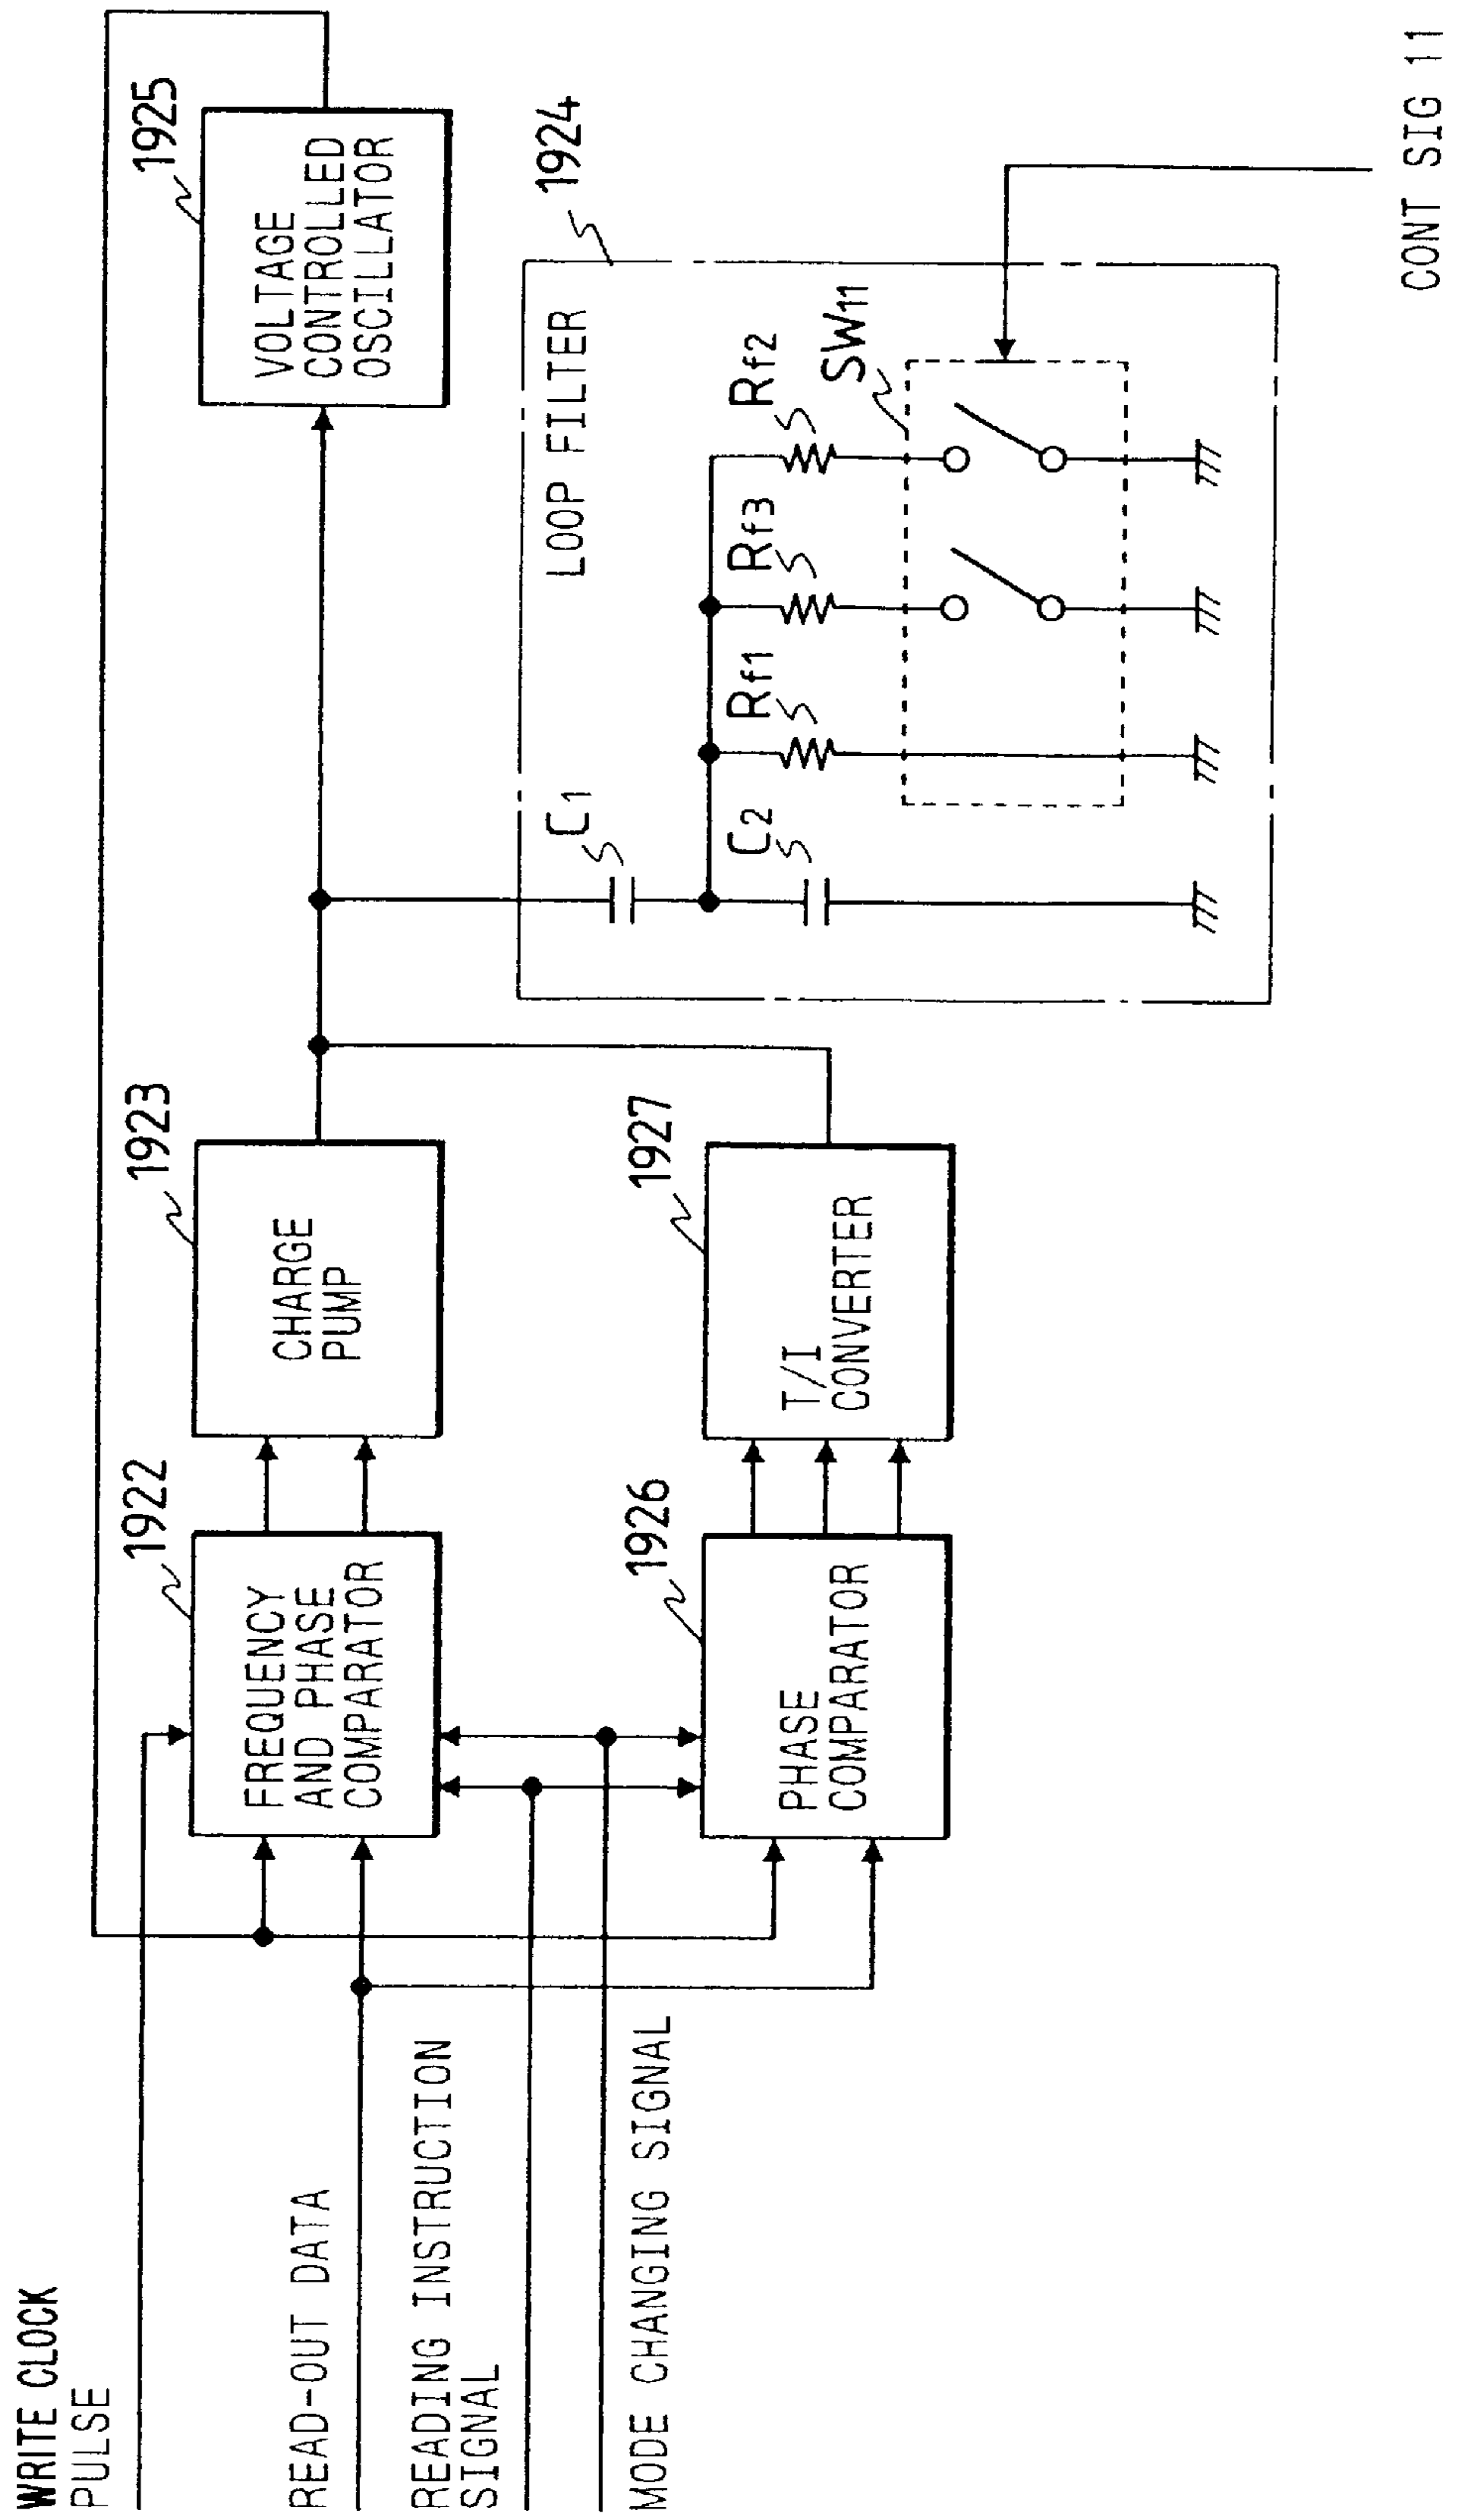 WRITE CLOCK
PULSE
READ-OUT DATA
READING INSTRUCTION
SIGNAL
MODE CHANGING SIGNAL
1922
FREQUENCY
AND PHASE
COMPARATOR
1926
PHASE
COMPARATOR
1923
CHARGE
PUMP
1927
T/I
CONVERTER
1925
VOLTAGE
CONTROLLED
OSCILLATOR
1924
LOOP FILTER
C1
C2
Rf1
Rf3
Rf2
SW11
CONT SIG 11